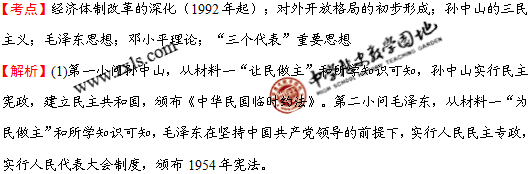 【考点】经济体制改革的深化（1992年起）；对外开放格局的初步形成；孙中山的三民
主义；毛泽东思想；邓小平理论；“三个代表”重要思想
【解析】(1)第一小问孙中山，从材料一“让民做主”和所学知识可知，孙中山实行民主
宪政，建立民主共和国，颁布《中华民国临时约法》。第二小问毛泽东，从材料一“为
民做主”和所学知识可知，毛泽东在坚持中国共产党领导的前提下，实行人民民主专政，
实行人民代表大会制度，颁布 1954 年宪法。